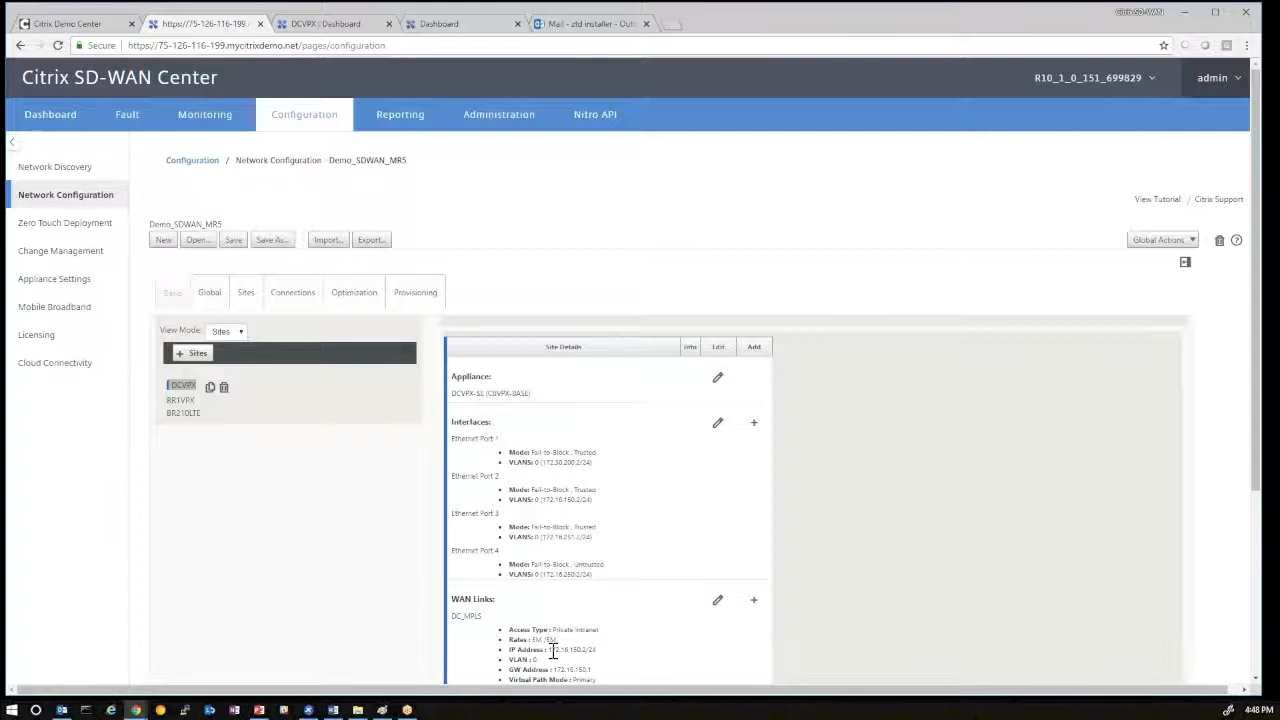 Citrix SD-WAN
Citrix Demo Center
https://75-126-116-199.
DCVPX | Dashboard
Dashboard
Mail - ztd installer - Outl
Secure https://75-126-116-199.mycitrixdemo.net/pages/configuration
Citrix SD-WAN Center
R10_1_0_151_699829
admin
Dashboard Fault Monitoring Configuration Reporting Administration Nitro API
Configuration / Network Configuration - Demo_SDWAN_MR5
Network Discovery
Network Configuration
Zero Touch Deployment
Change Management
Appliance Settings
Mobile Broadband
Licensing
Cloud Connectivity
View Tutorial / Citrix Support
Demo_SDWAN_MR5
New Open... Save Save As... Import... Export...
Global Actions
Basic Global Sites Connections Optimization Provisioning
View Mode: Sites
+ Sites
DCVPX
BR1VPX
BR210LTE
Site Details Info Edit Add
Appliance:
DCVPX-SE (CBVPX-BASE)
Interfaces:
Ethernet Port 1
Mode: Fail-to-Block , Trusted
VLANS: 0 (172.30.200.2/24)
Ethernet Port 2
Mode: Fail-to-Block , Trusted
VLANS: 0 (172.16.150.2/24)
Ethernet Port 3
Mode: Fail-to-Block , Trusted
VLANS: 0 (172.16.251.2/24)
Ethernet Port 4
Mode: Fail-to-Block , Untrusted
VLANS: 0 (172.16.250.2/24)
WAN Links:
DC_MPLS
Access Type : Private Intranet
Rates : 5M /5M
IP Address : 172.16.150.2/24
VLAN : 0
GW Address : 172.16.150.1
Virtual Path Mode : Primary
4:48 PM